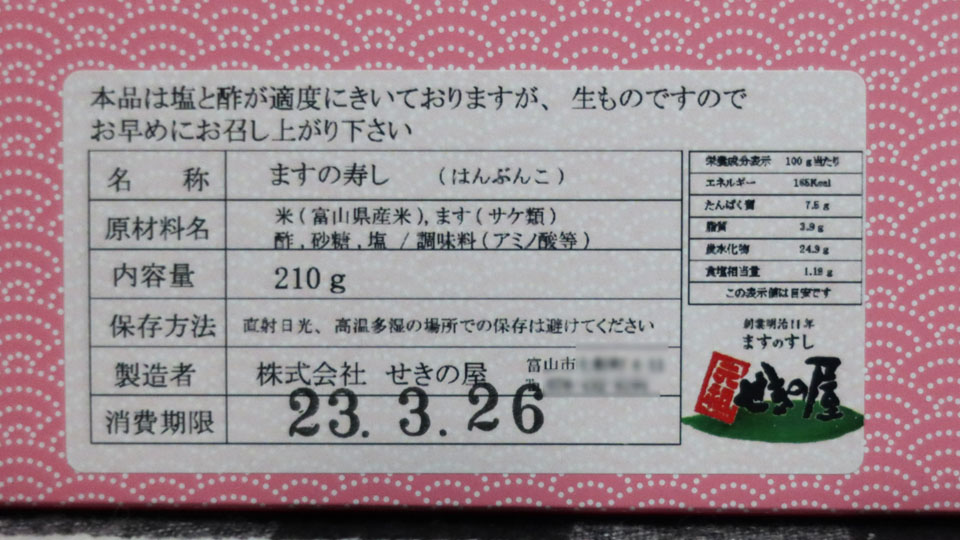 本品は塩と酢が適度にきいておりますが、生ものですので
お早めにお召し上がり下さい
名 称 ますの寿し (はんぶんこ)
原材料名 米(富山県産米),ます(サケ類)
酢,砂糖,塩 / 調味料(アミノ酸等)
内容量 210g
保存方法 直射日光、高温多湿の場所での保存は避けてください
製造者 株式会社 せきの屋 富山市
消費期限 23.3.26
栄養成分表示 100g当たり
エネルギー 165Kcal
たんぱく質 7.5g
脂質 3.9g
炭水化物 24.9g
食塩相当量 1.19g
この表示値は目安です
創業明治11年
ますのすし
元祖
せきの屋